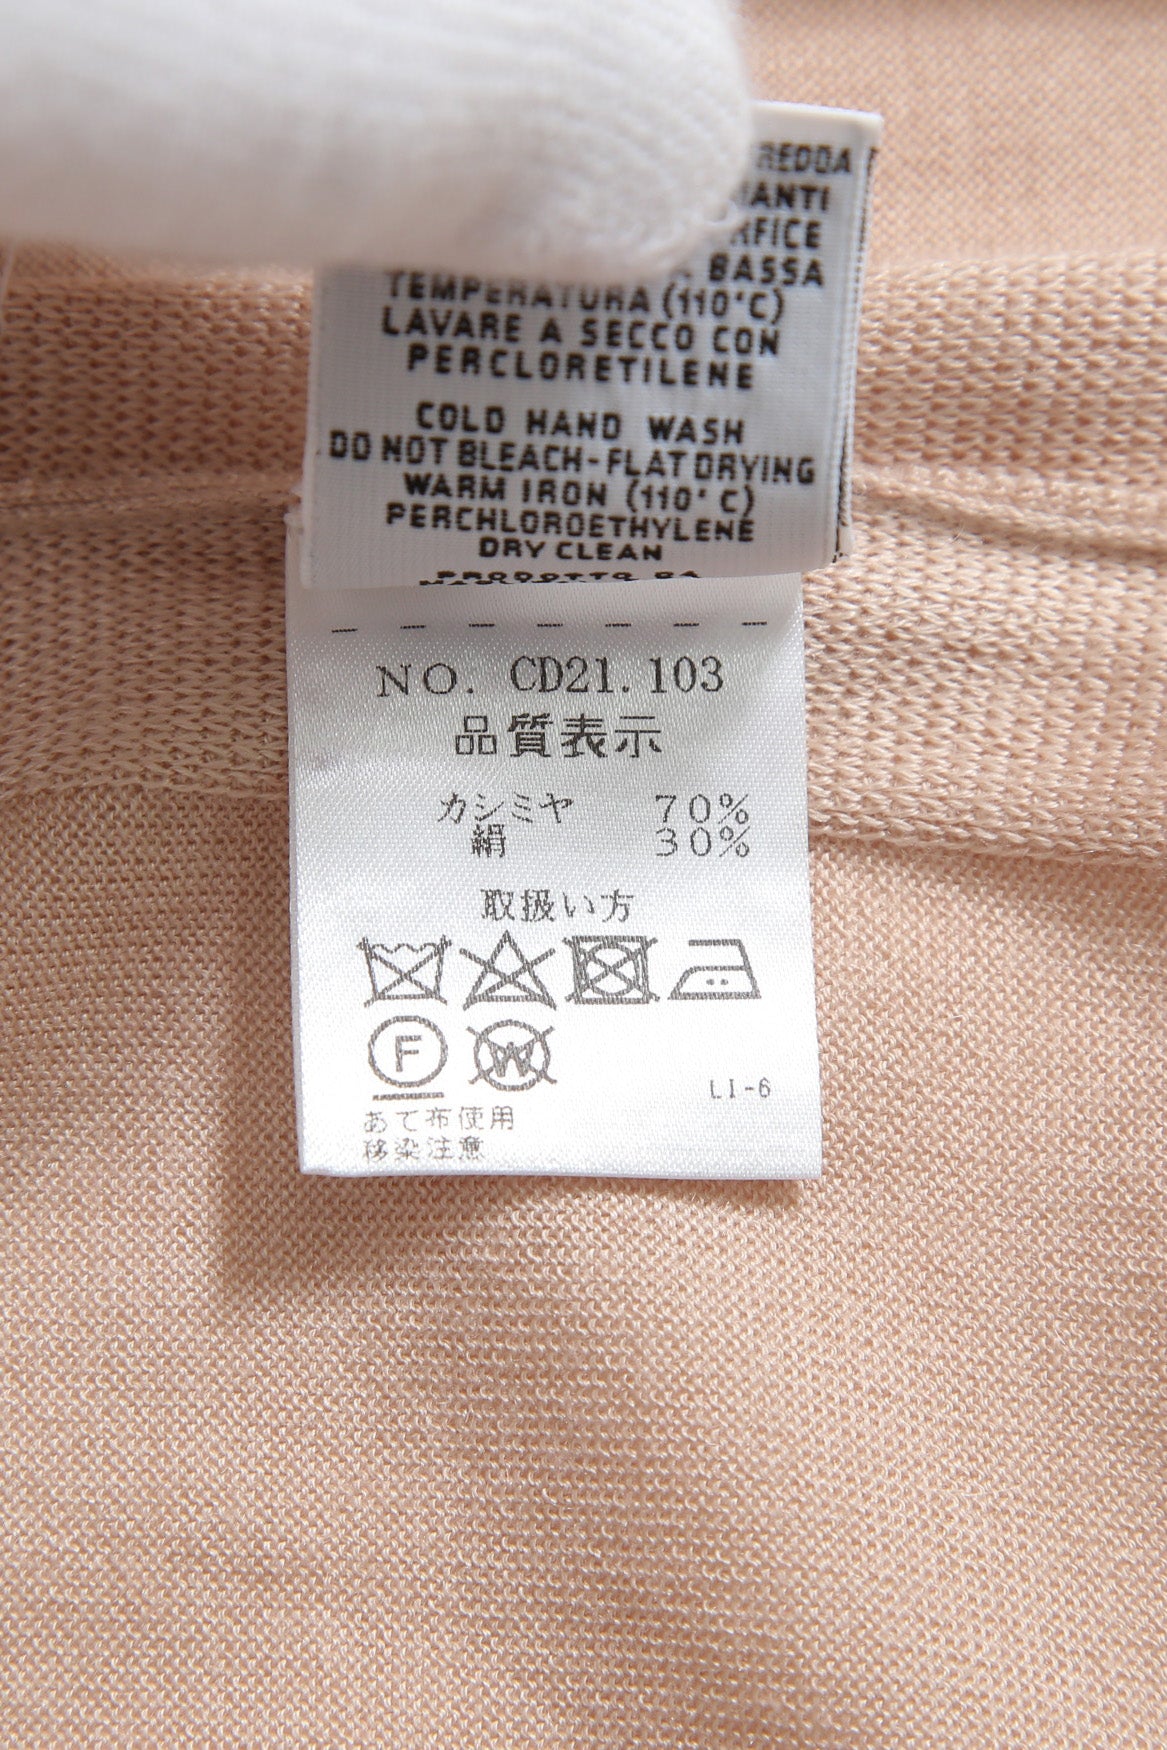 REDDA
RFICE
BASSA
TEMPERATURA (110°C)
LAVARE A SECCO CON
PERCLORETILENE
COLD HAND WASH
DO NOT BLEACH-FLAT DRYING
WARM IRON (110° C)
PERCHLOROETHYLENE
DRY CLEAN
PRODOTTO DA
NO. CD21.103
品質表示
カシミヤ 70%
絹 30%
取扱い方
F
W
LI-6
あて布使用
移染注意